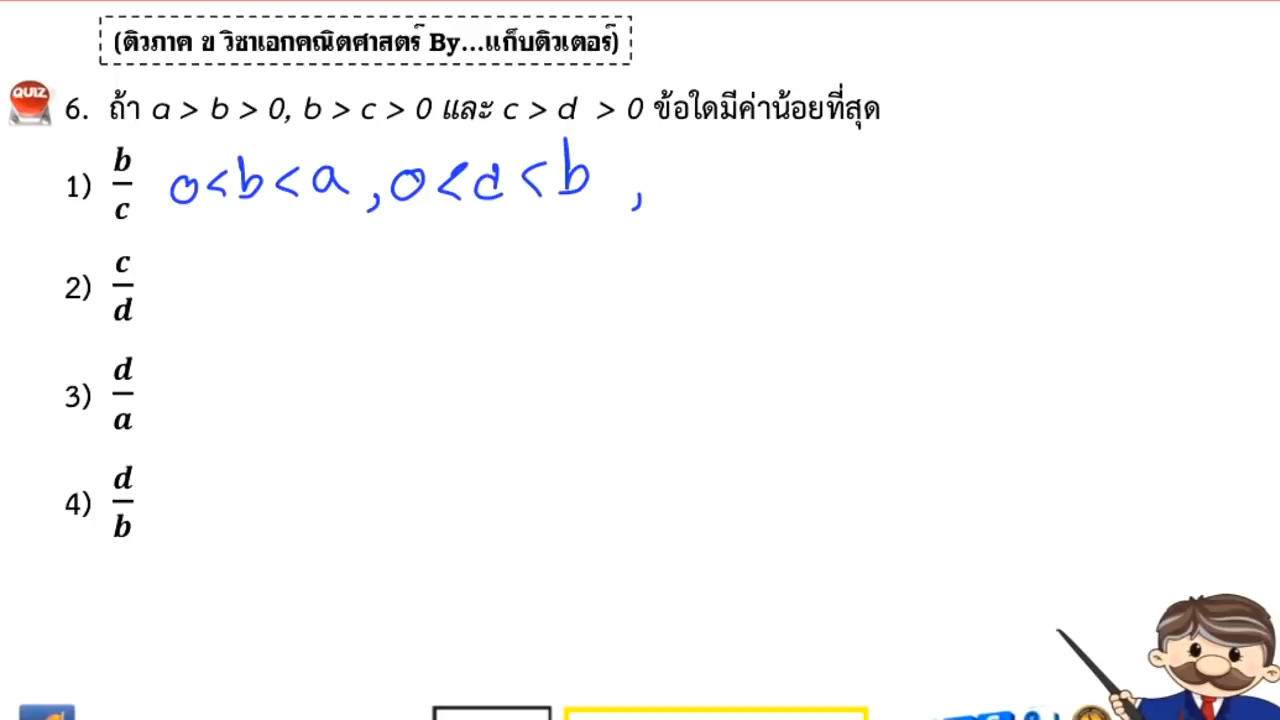 (ติวภาค ข วิชาเอกคณิตศาสตร์ By...แก็บติวเตอร์)
QUIZ
6. ถ้า a > b > 0, b > c > 0 และ c > d > 0 ข้อใดมีค่าน้อยที่สุด
1) b/c 0<b<a , 0<c<b ,
2) c/d
3) d/a
4) d/b